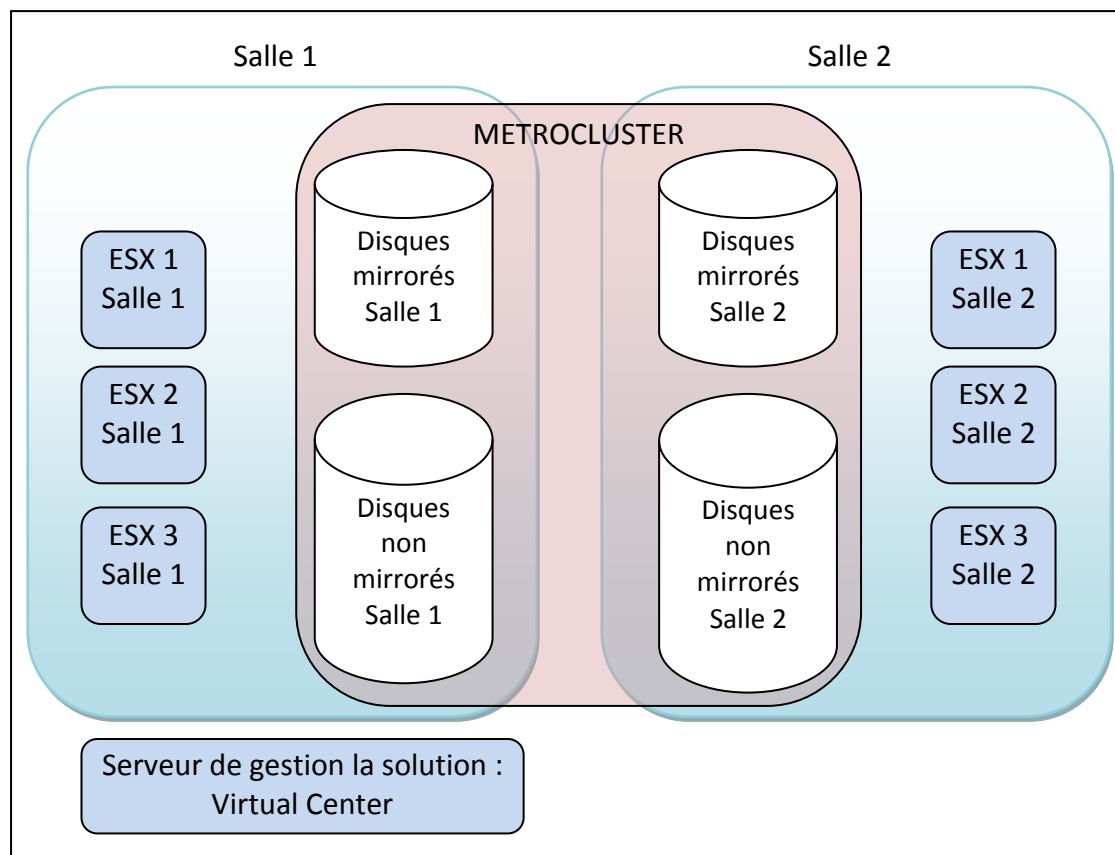 Salle 1
Salle 2
METROCLUSTER
Disques
mirrorés
Salle 1
Disques
mirrorés
Salle 2
ESX 1
Salle 1
ESX 1
Salle 2
ESX 2
Salle 1
ESX 2
Salle 2
Disques
non
mirrorés
Salle 1
Disques
non
mirrorés
Salle 2
ESX 3
Salle 1
ESX 3
Salle 2
Serveur de gestion la solution :
Virtual Center